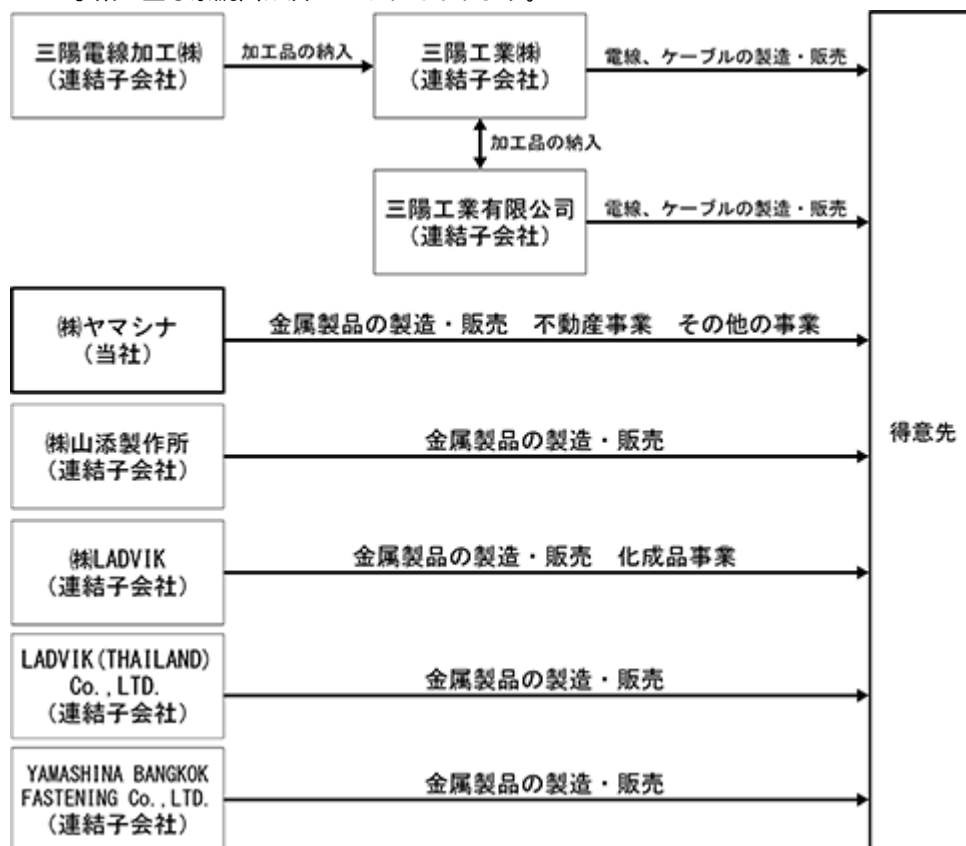 三陽電線加工㈱
(連結子会社)
加工品の納入
三陽工業㈱
(連結子会社)
電線、ケーブルの製造・販売
加工品の納入
三陽工業有限公司
(連結子会社)
電線、ケーブルの製造・販売
㈱ヤマシナ
(当社)
金属製品の製造・販売 不動産事業 その他の事業
㈱山添製作所
(連結子会社)
金属製品の製造・販売
得意先
㈱LADVIK
(連結子会社)
金属製品の製造・販売 化成品事業
LADVIK(THAILAND)
Co.,LTD.
(連結子会社)
金属製品の製造・販売
YAMASHINA BANGKOK
FASTENING Co.,LTD.
(連結子会社)
金属製品の製造・販売